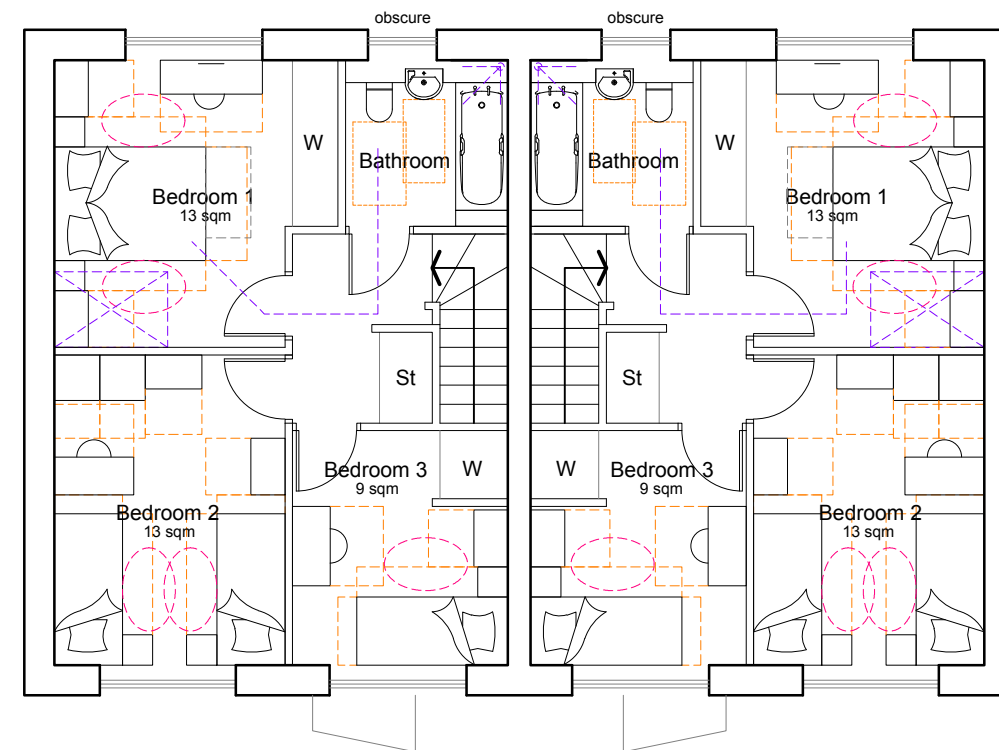 obscure
obscure
W
Bathroom
Bathroom
W
Bedroom 1
13 sqm
Bedroom 1
13 sqm
St
St
Bedroom 3
9 sqm
W
W
Bedroom 3
9 sqm
Bedroom 2
13 sqm
Bedroom 2
13 sqm